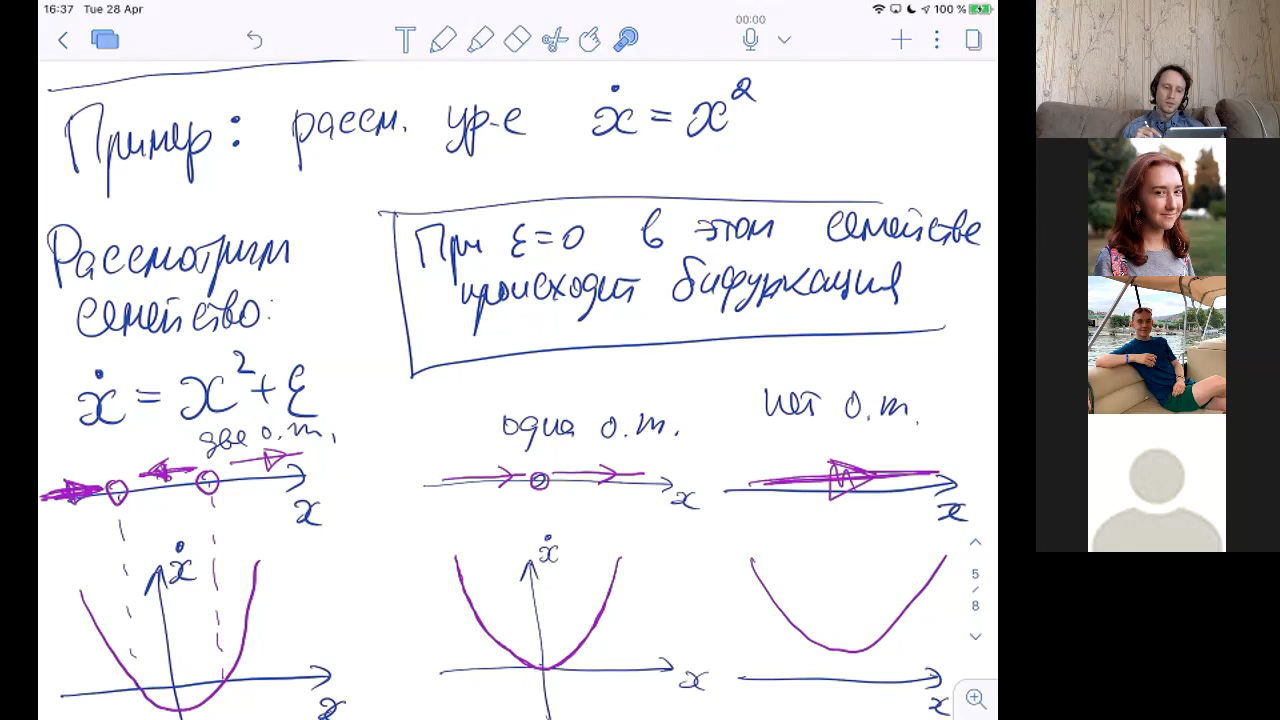 16:37 Tue 28 Apr
100 %
00:00
Пример: рассм. ур-е ẋ = x²
Рассмотрим
семейство:
ẋ = x² + ε
При ε=0 в этом семействе
происходит бифуркация
две о.т.
одна о.т.
нет о.т.
x
x
x
ẋ
ẋ
5
/
8
x
x
x